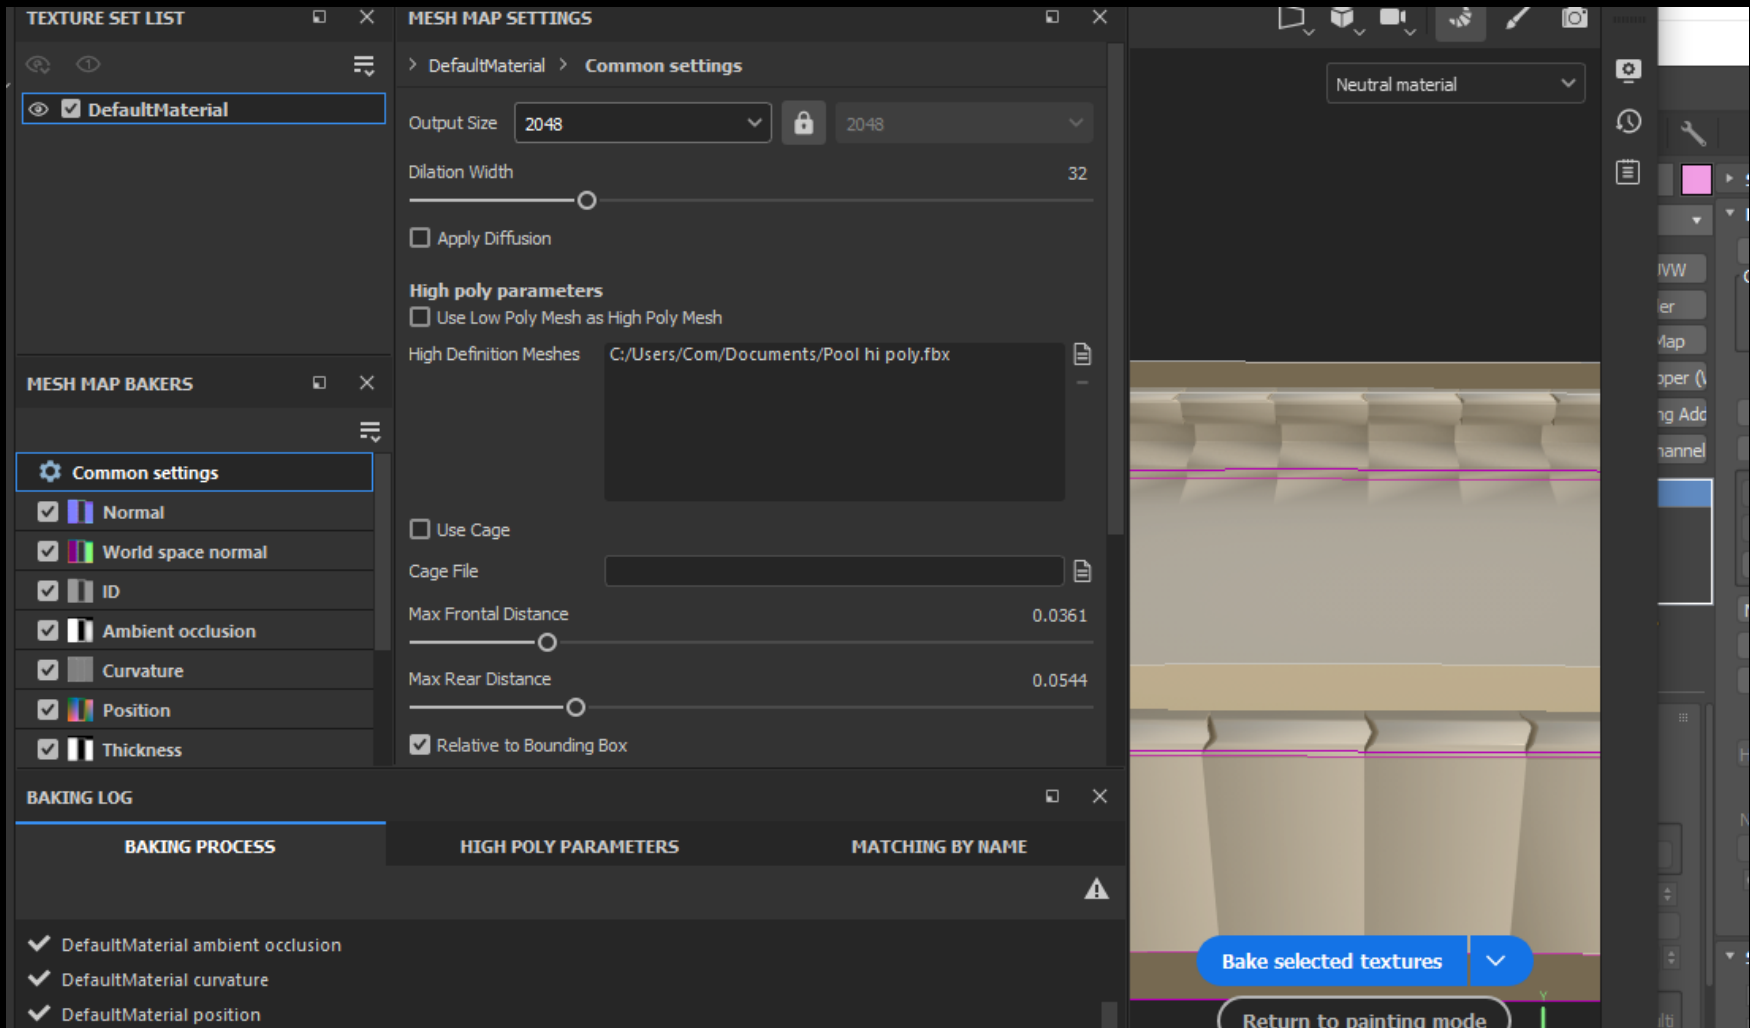 TEXTURE SET LIST
DefaultMaterial
MESH MAP BAKERS
Common settings
Normal
World space normal
ID
Ambient occlusion
Curvature
Position
Thickness
MESH MAP SETTINGS
DefaultMaterial > Common settings
Output Size 2048 2048
Dilation Width 32
Apply Diffusion
High poly parameters
Use Low Poly Mesh as High Poly Mesh
High Definition Meshes C:/Users/Com/Documents/Pool hi poly.fbx
Use Cage
Cage File
Max Frontal Distance 0.0361
Max Rear Distance 0.0544
Relative to Bounding Box
BAKING LOG
BAKING PROCESS HIGH POLY PARAMETERS MATCHING BY NAME
DefaultMaterial ambient occlusion
DefaultMaterial curvature
DefaultMaterial position
Neutral material
Bake selected textures
Return to painting mode
Y